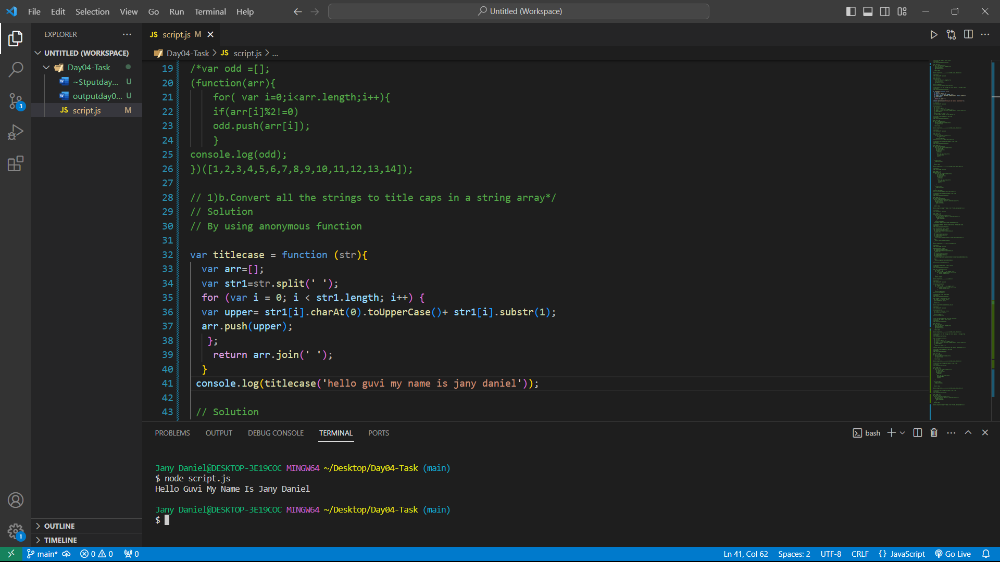 File Edit Selection View Go Run Terminal Help
Untitled (Workspace)
EXPLORER
JS script.js M
UNTITLED (WORKSPACE)
Day04-Task
~$tputday... U
outputday0... U
JS script.js M
Day04-Task > JS script.js > ...
19 /*var odd =[];
20 (function(arr){
21 for( var i=0;i<arr.length;i++){
22 if(arr[i]%2!=0)
23 odd.push(arr[i]);
24 }
25 console.log(odd);
26 })([1,2,3,4,5,6,7,8,9,10,11,12,13,14]);
27
28 // 1)b.Convert all the strings to title caps in a string array*/
29 // Solution
30 // By using anonymous function
31
32 var titlecase = function (str){
33 var arr=[];
34 var str1=str.split(' ');
35 for (var i = 0; i < str1.length; i++) {
36 var upper= str1[i].charAt(0).toUpperCase()+ str1[i].substr(1);
37 arr.push(upper);
38 };
39 return arr.join(' ');
40 }
41 console.log(titlecase('hello guvi my name is jany daniel'));
42
43 // Solution
3
PROBLEMS OUTPUT DEBUG CONSOLE TERMINAL PORTS
bash
Jany Daniel@DESKTOP-3E19COC MINGW64 ~/Desktop/Day04-Task (main)
$ node script.js
Hello Guvi My Name Is Jany Daniel
Jany Daniel@DESKTOP-3E19COC MINGW64 ~/Desktop/Day04-Task (main)
$
OUTLINE
TIMELINE
1
main* 0 0 0
Ln 41, Col 62 Spaces: 2 UTF-8 CRLF {} JavaScript Go Live